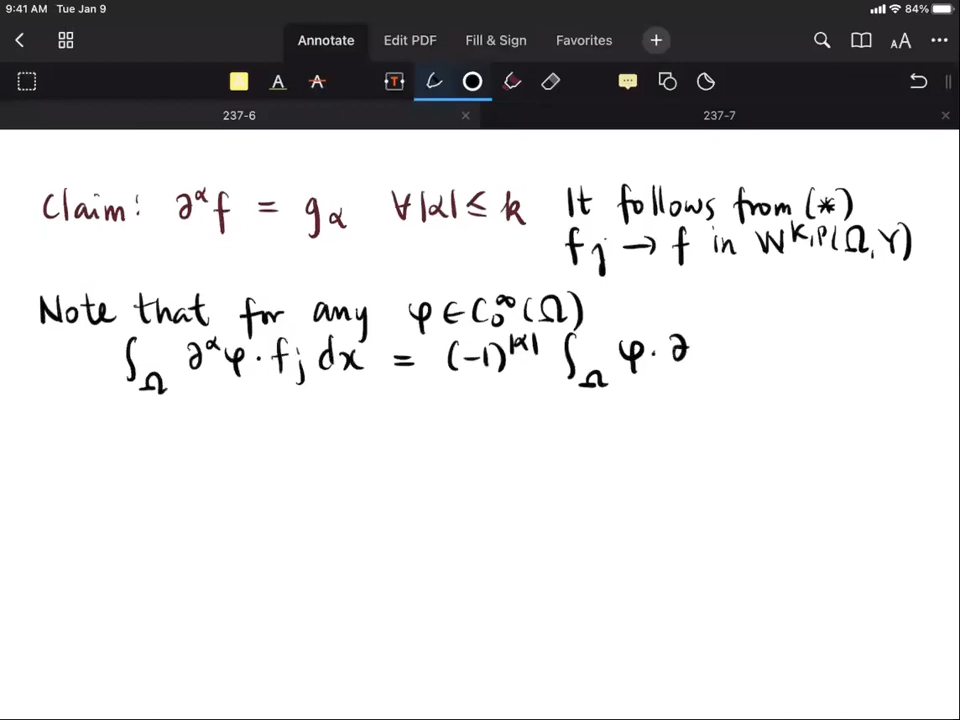 9:41 AM Tue Jan 9 84%
Annotate Edit PDF Fill & Sign Favorites
237-6 237-7
Claim: ∂^α f = g_α ∀|α| ≤ k It follows from (*)
f_j → f in W^{k,p}(Ω, Y)
Note that for any φ ∈ C_0^∞(Ω)
∫_Ω ∂^α φ · f_j dx = (-1)^{|α|} ∫_Ω φ · ∂